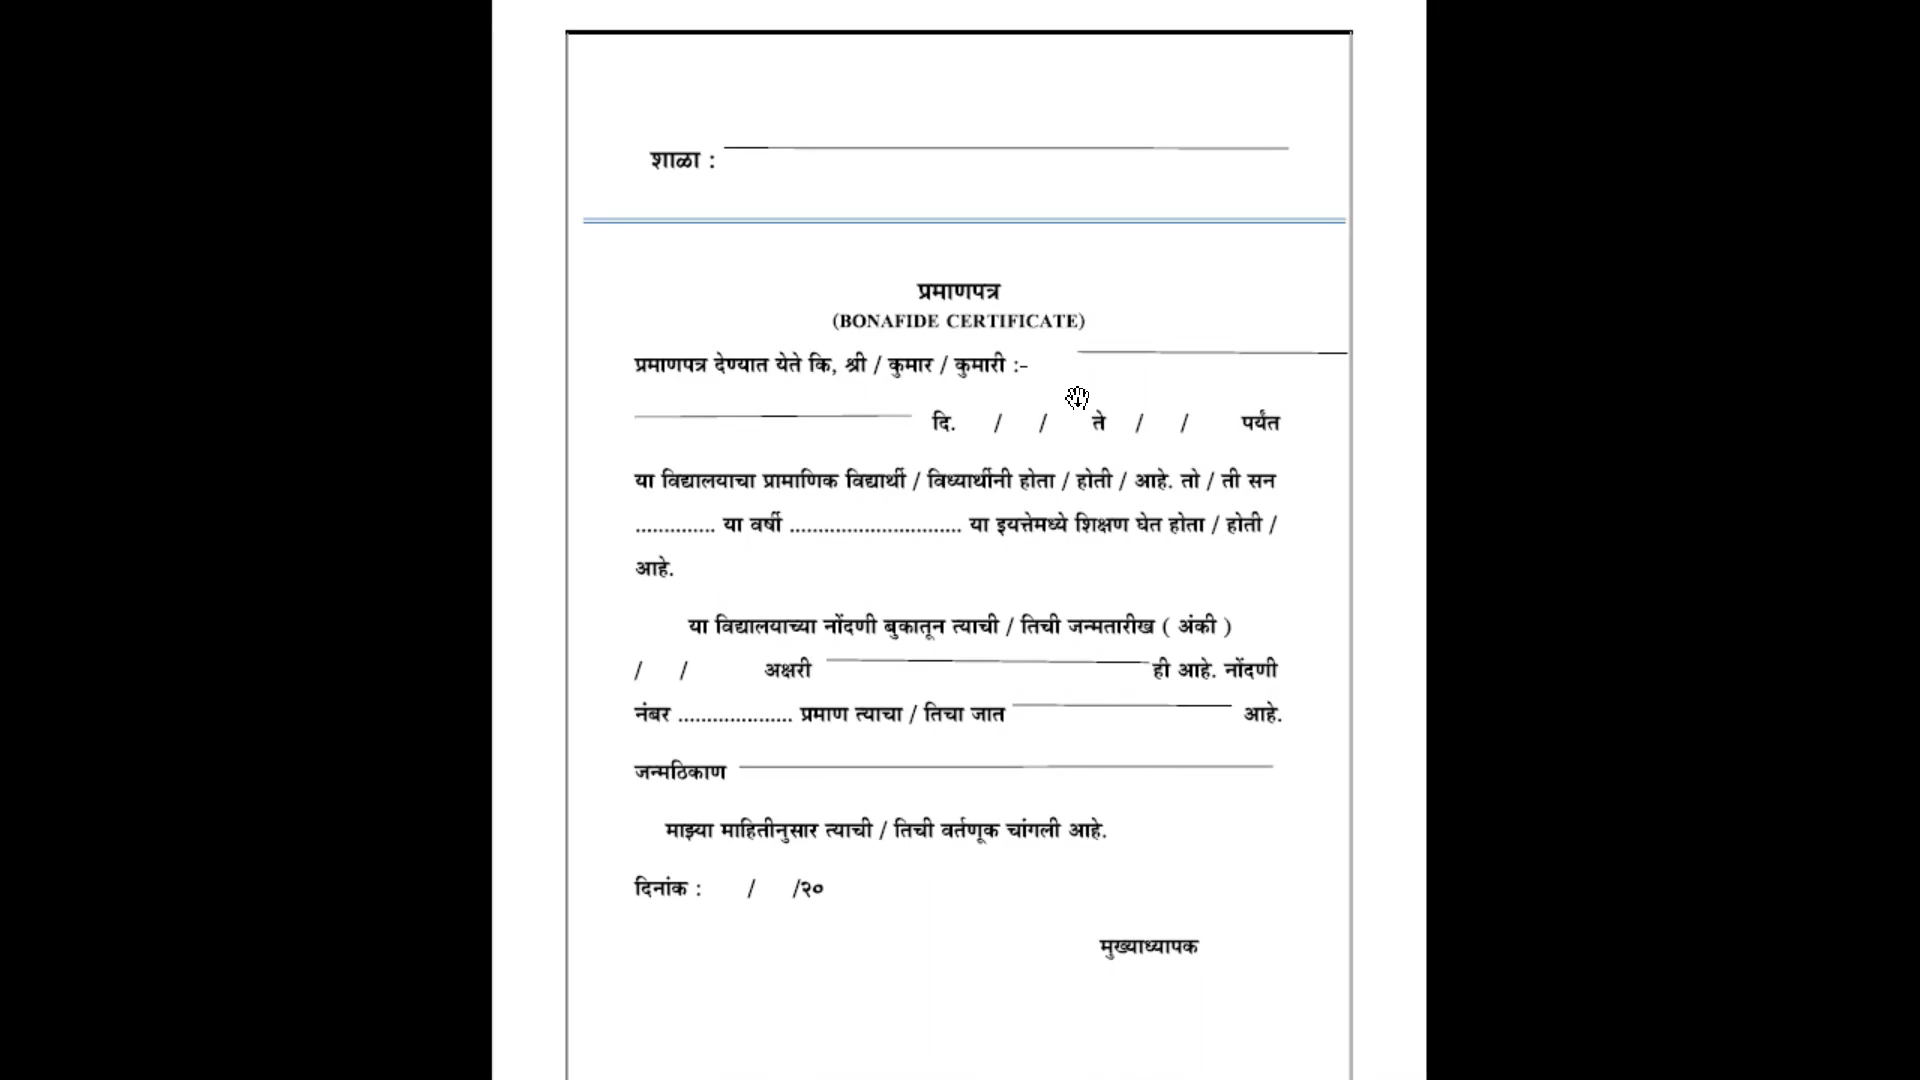 शाळा :
प्रमाणपत्र
(BONAFIDE CERTIFICATE)
प्रमाणपत्र देण्यात येते कि, श्री / कुमार / कुमारी :-
दि. / / ते / / पर्यंत
या विद्यालयाचा प्रामाणिक विद्यार्थी / विध्यार्थीनी होता / होती / आहे. तो / ती सन
.............. या वर्षी .............................. या इयत्तेमध्ये शिक्षण घेत होता / होती /
आहे.
या विद्यालयाच्या नोंदणी बुकातून त्याची / तिची जन्मतारीख ( अंकी )
/ / अक्षरी ही आहे. नोंदणी
नंबर .................... प्रमाण त्याचा / तिचा जात आहे.
जन्मठिकाण
माझ्या माहितीनुसार त्याची / तिची वर्तणूक चांगली आहे.
दिनांक : / /२०
मुख्याध्यापक